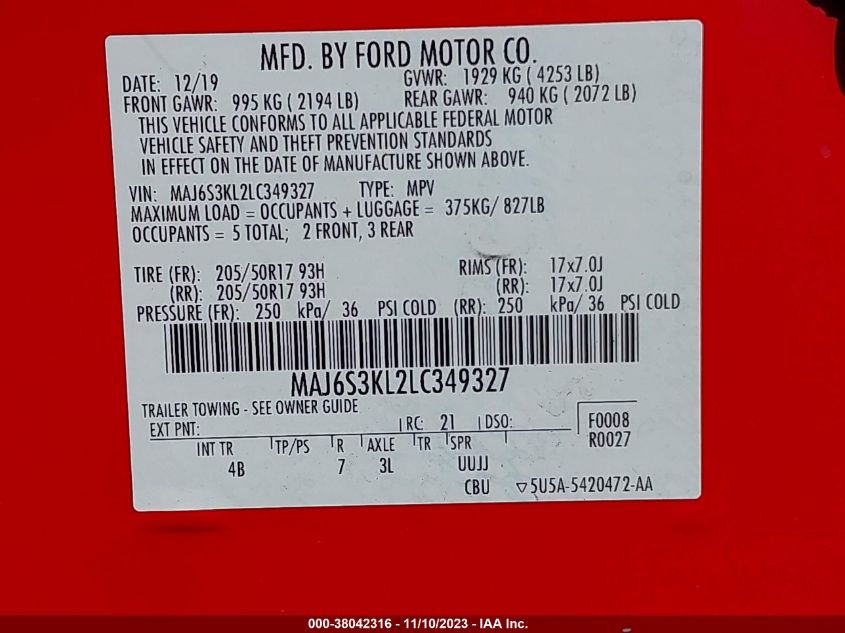 MFD. BY FORD MOTOR CO.
DATE: 12/19 GVWR: 1929 KG ( 4253 LB)
FRONT GAWR: 995 KG ( 2194 LB) REAR GAWR: 940 KG ( 2072 LB)
THIS VEHICLE CONFORMS TO ALL APPLICABLE FEDERAL MOTOR
VEHICLE SAFETY AND THEFT PREVENTION STANDARDS
IN EFFECT ON THE DATE OF MANUFACTURE SHOWN ABOVE.
VIN: MAJ6S3KL2LC349327 TYPE: MPV
MAXIMUM LOAD = OCCUPANTS + LUGGAGE = 375KG/ 827LB
OCCUPANTS = 5 TOTAL; 2 FRONT, 3 REAR
TIRE (FR): 205/50R17 93H RIMS (FR): 17x7.0J
(RR): 205/50R17 93H (RR): 17x7.0J
PRESSURE (FR): 250 kPa/ 36 PSI COLD (RR): 250 kPa/ 36 PSI COLD
MAJ6S3KL2LC349327
TRAILER TOWING - SEE OWNER GUIDE
EXT PNT: RC: 21 DSO: F0008
R0027
INT TR TP/PS R AXLE TR SPR
4B 7 3L UUJJ
CBU ▽5U5A-5420472-AA
000-38042316 - 11/10/2023 - IAA Inc.